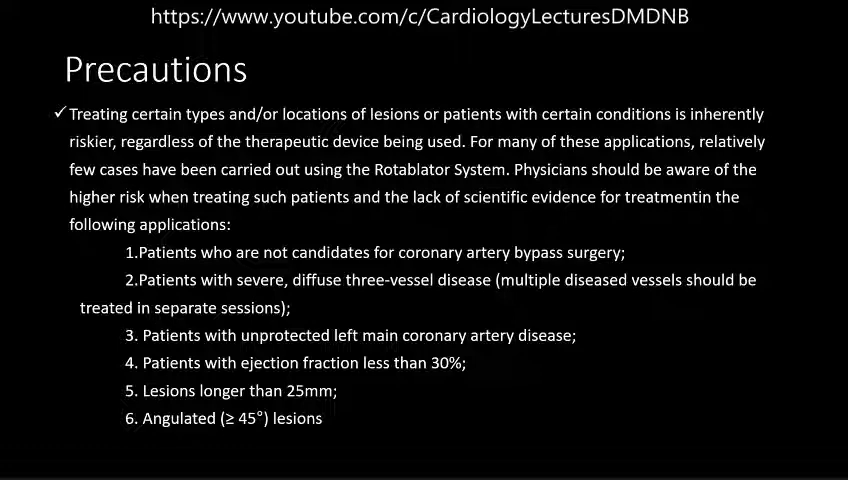 https://www.youtube.com/c/CardiologyLecturesDMDNB
Precautions
✓Treating certain types and/or locations of lesions or patients with certain conditions is inherently
riskier, regardless of the therapeutic device being used. For many of these applications, relatively
few cases have been carried out using the Rotablator System. Physicians should be aware of the
higher risk when treating such patients and the lack of scientific evidence for treatmentin the
following applications:
1.Patients who are not candidates for coronary artery bypass surgery;
2.Patients with severe, diffuse three-vessel disease (multiple diseased vessels should be
treated in separate sessions);
3. Patients with unprotected left main coronary artery disease;
4. Patients with ejection fraction less than 30%;
5. Lesions longer than 25mm;
6. Angulated (≥ 45°) lesions